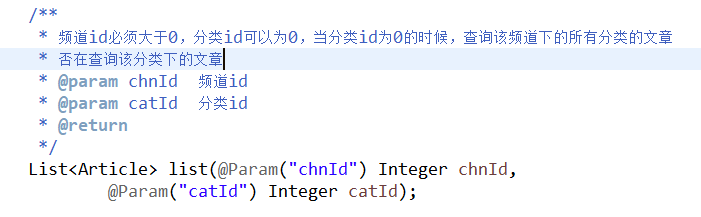 /**
 * 频道id必须大于0，分类id可以为0，当分类id为0的时候，查询该频道下的所有分类的文章
 * 否在查询该分类下的文章
 * @param chnId  频道id
 * @param catId  分类id
 * @return
 */
List<Article> list(@Param("chnId") Integer chnId,
        @Param("catId") Integer catId);